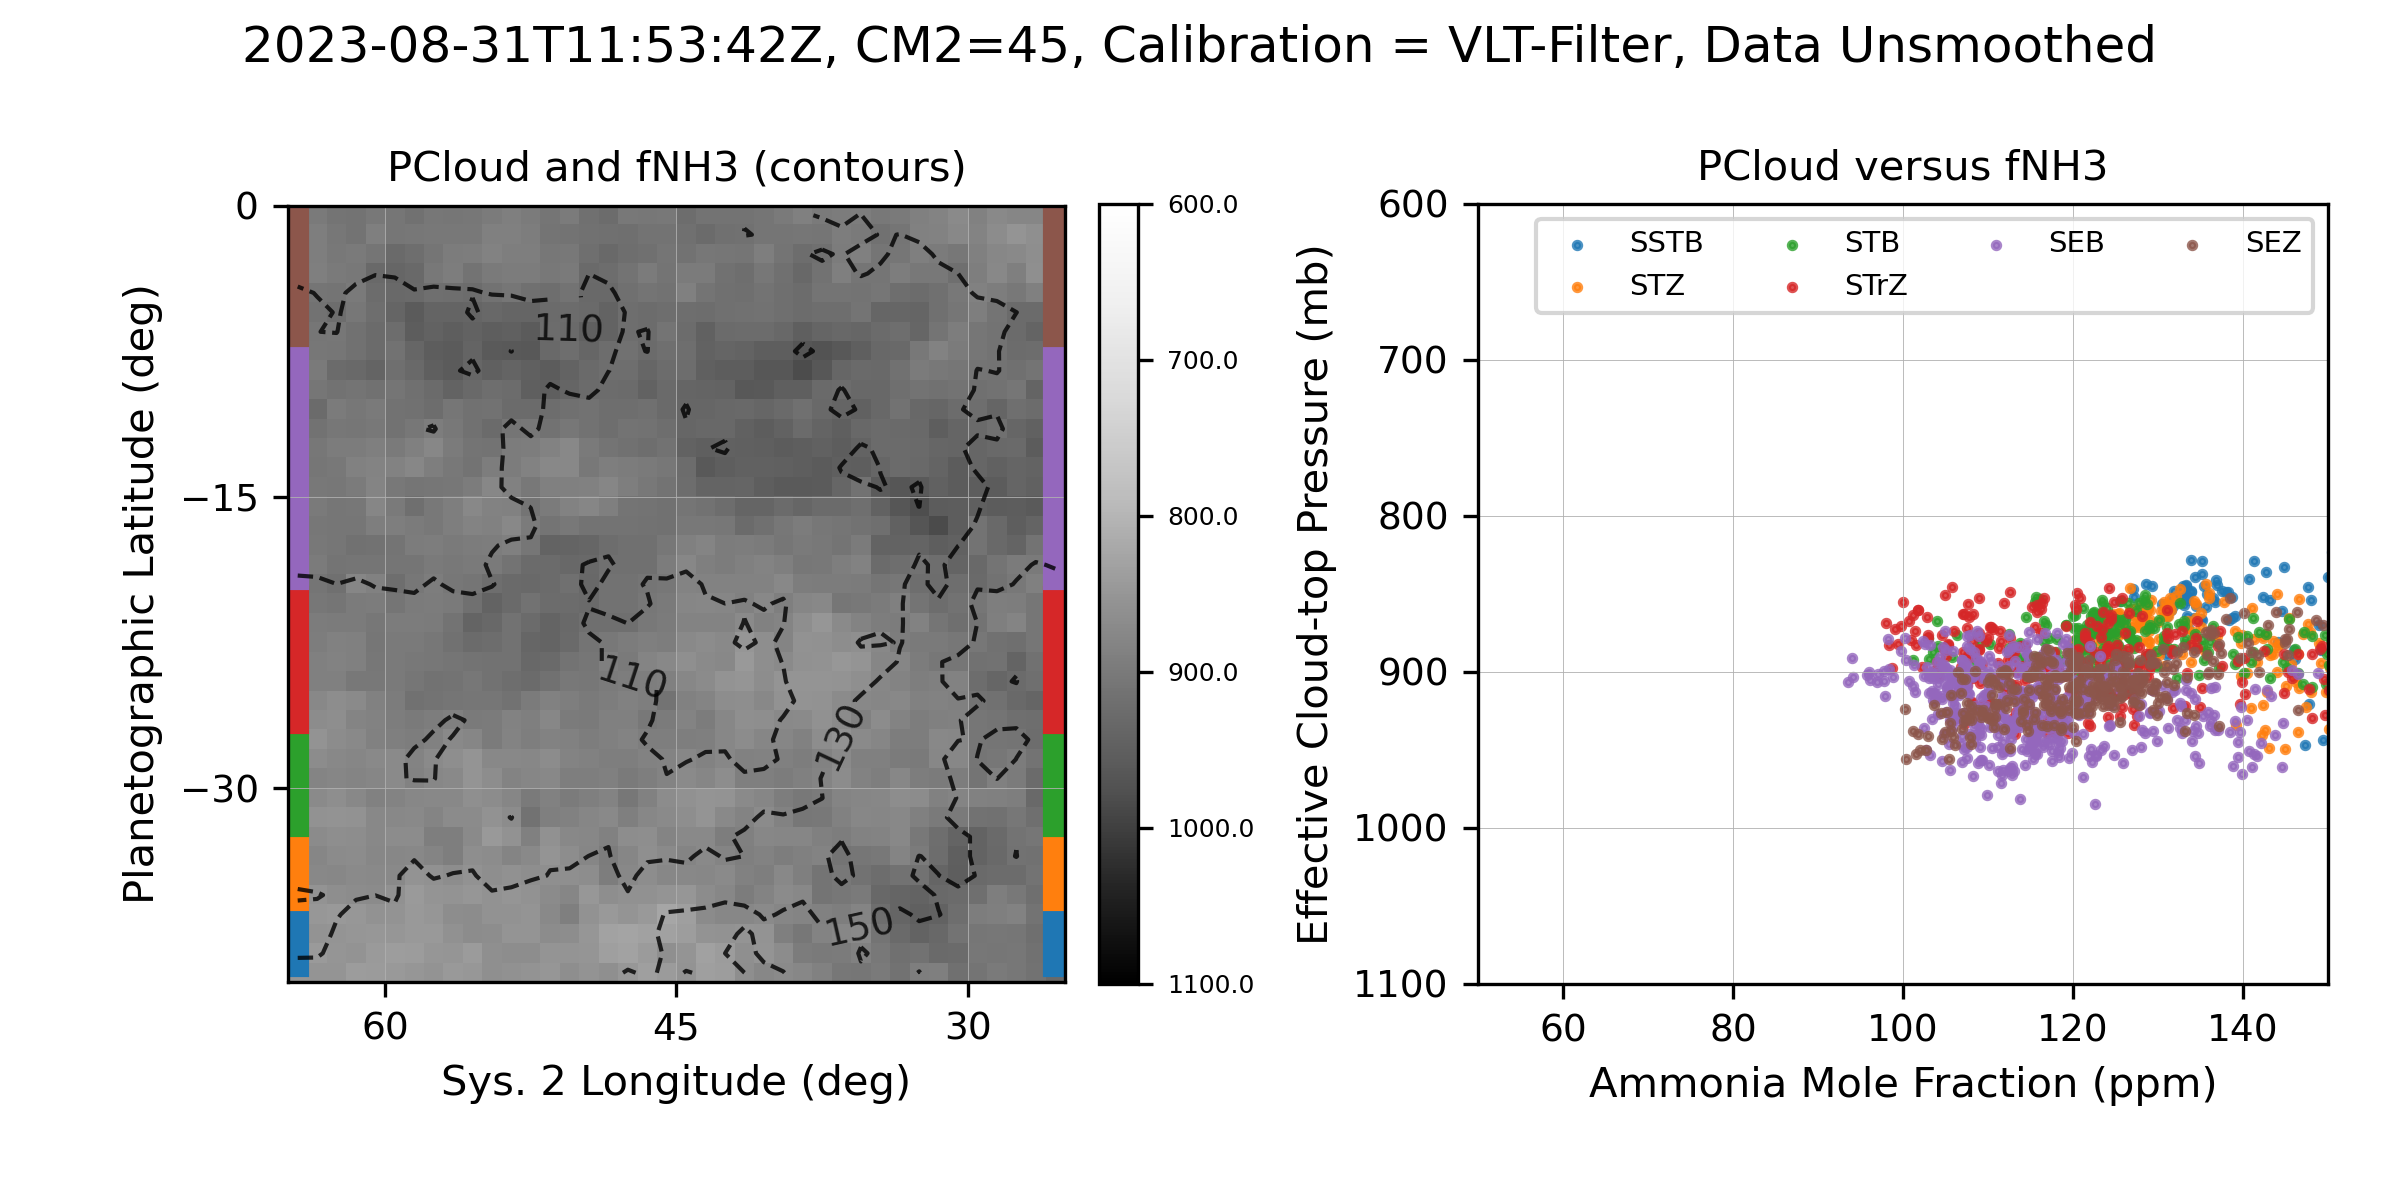 2023-08-31T11:53:42Z, CM2=45, Calibration = VLT-Filter, Data Unsmoothed
PCloud and fNH3 (contours)
0
−15
−30
Planetographic Latitude (deg)
110
110
130
150
60
45
30
Sys. 2 Longitude (deg)
600.0
700.0
800.0
900.0
1000.0
1100.0
PCloud versus fNH3
600
700
800
900
1000
1100
Effective Cloud-top Pressure (mb)
SSTB
STB
SEB
SEZ
STZ
STrZ
60
80
100
120
140
Ammonia Mole Fraction (ppm)